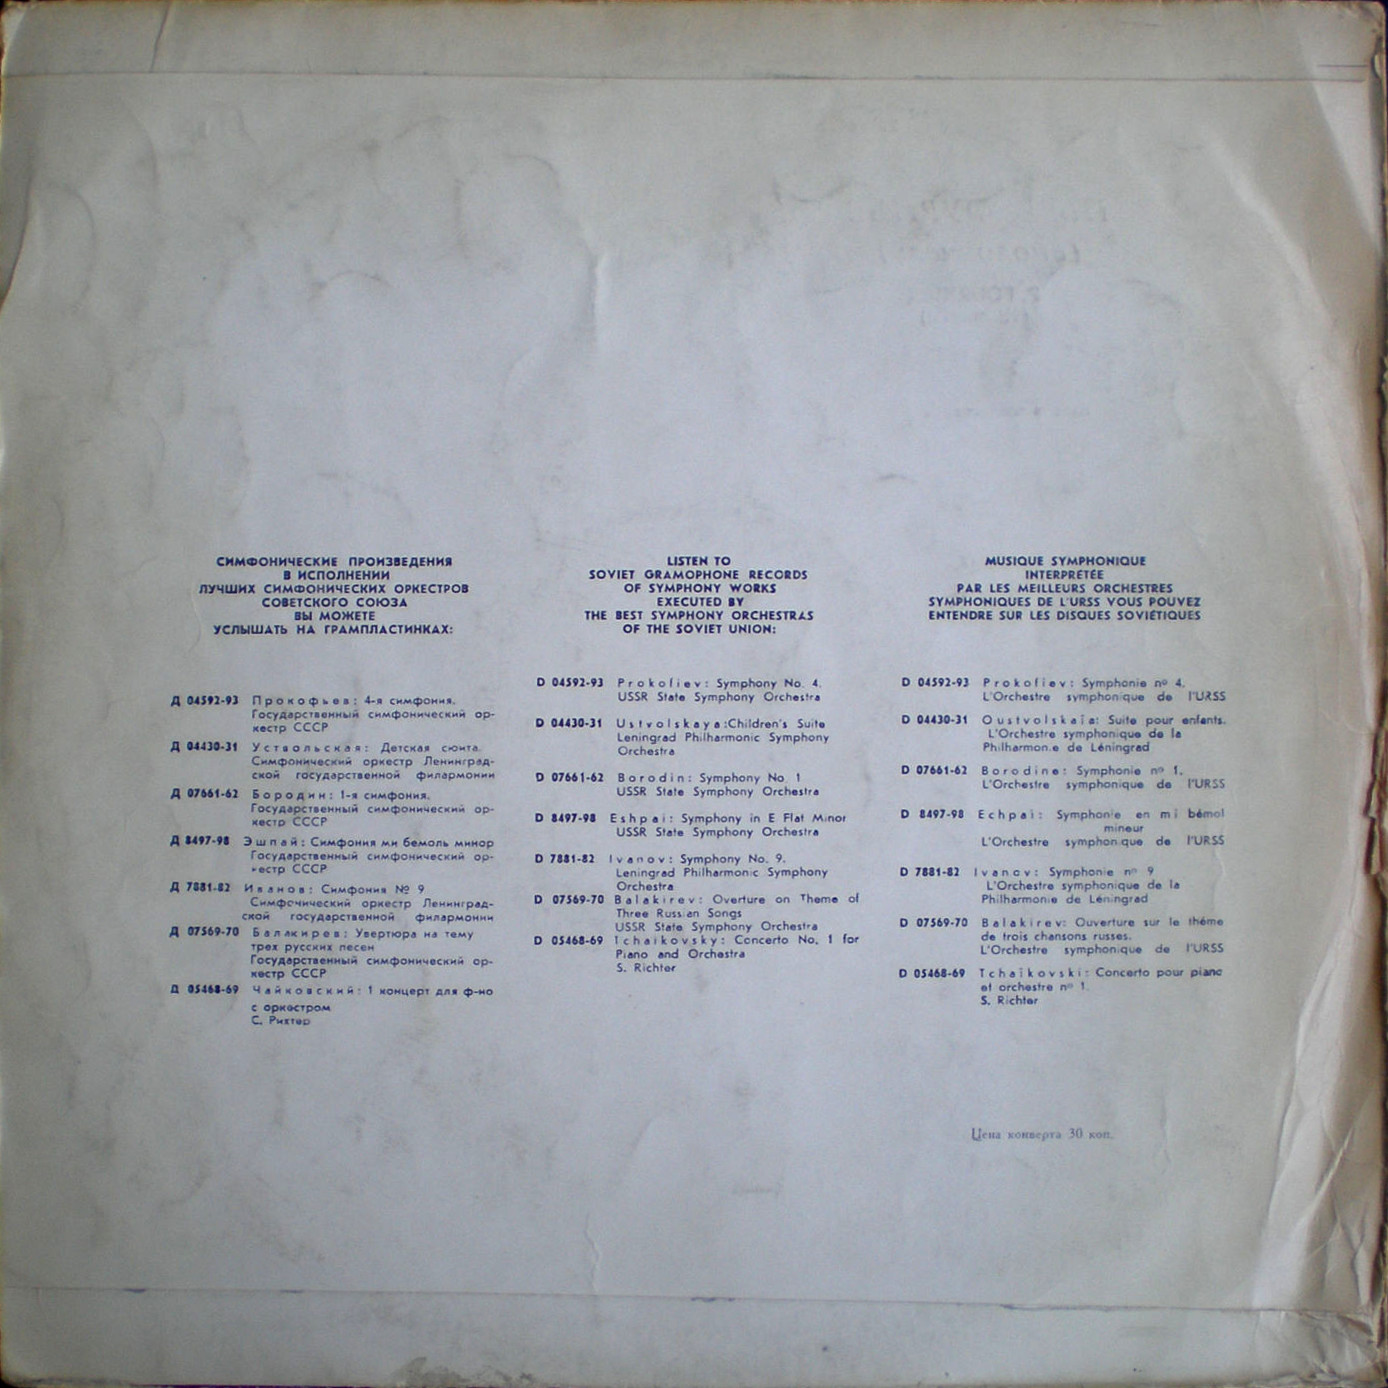 СИМФОНИЧЕСКИЕ ПРОИЗВЕДЕНИЯ
В ИСПОЛНЕНИИ
ЛУЧШИХ СИМФОНИЧЕСКИХ ОРКЕСТРОВ
СОВЕТСКОГО СОЮЗА
ВЫ МОЖЕТЕ
УСЛЫШАТЬ НА ГРАМПЛАСТИНКАХ:
Д 04592-93 Прокофьев: 4-я симфония.
Государственный симфонический ор-
кестр СССР
Д 04430-31 Уствольская: Детская сюита.
Симфонический оркестр Ленинград-
ской государственной филармонии
Д 07661-62 Бородин: 1-я симфония.
Государственный симфонический ор-
кестр СССР
Д 8497-98 Эшпай: Симфония ми бемоль минор
Государственный симфонический ор-
кестр СССР
Д 7881-82 Иванов: Симфония № 9
Симфонический оркестр Ленинград-
ской государственной филармонии
Д 07569-70 Балакирев: Увертюра на тему
трех русских песен
Государственный симфонический ор-
кестр СССР
Д 05468-69 Чайковский: 1 концерт для ф-но
с оркестром
С. Рихтер
LISTEN TO
SOVIET GRAMOPHONE RECORDS
OF SYMPHONY WORKS
EXECUTED BY
THE BEST SYMPHONY ORCHESTRAS
OF THE SOVIET UNION:
D 04592-93 Prokofiev: Symphony No. 4.
USSR State Symphony Orchestra
D 04430-31 Ustvolskaya:Children's Suite
Leningrad Philharmonic Symphony
Orchestra
D 07661-62 Borodin: Symphony No. 1
USSR State Symphony Orchestra
D 8497-98 Eshpai: Symphony in E Flat Minor
USSR State Symphony Orchestra
D 7881-82 Ivanov: Symphony No. 9.
Leningrad Philharmonic Symphony
Orchestra
D 07569-70 Balakirev: Overture on Theme of
Three Russian Songs
USSR State Symphony Orchestra
D 05468-69 Tchaikovsky: Concerto No. 1 for
Piano and Orchestra
S. Richter
MUSIQUE SYMPHONIQUE
INTERPRETÉE
PAR LES MEILLEURS ORCHESTRES
SYMPHONIQUES DE L'URSS VOUS POUVEZ
ENTENDRE SUR LES DISQUES SOVIÉTIQUES
D 04592-93 Prokofiev: Symphonie nº 4.
L'Orchestre symphonique de l'URSS
D 04430-31 Oustvolskaïa: Suite pour enfants.
L'Orchestre symphonique de la
Philharmonie de Léningrad
D 07661-62 Borodine: Symphonie nº 1.
L'Orchestre symphonique de l'URSS
D 8497-98 Echpai: Symphonie en mi bémol
mineur
L'Orchestre symphonique de l'URSS
D 7881-82 Ivanov: Symphonie nº 9
L'Orchestre symphonique de la
Philharmonie de Léningrad
D 07569-70 Balakirev: Ouverture sur le thème
de trois chansons russes.
L'Orchestre symphonique de l'URSS
D 05468-69 Tchaïkovski: Concerto pour piano
et orchestre nº 1.
S. Richter
Цена конверта 30 коп.